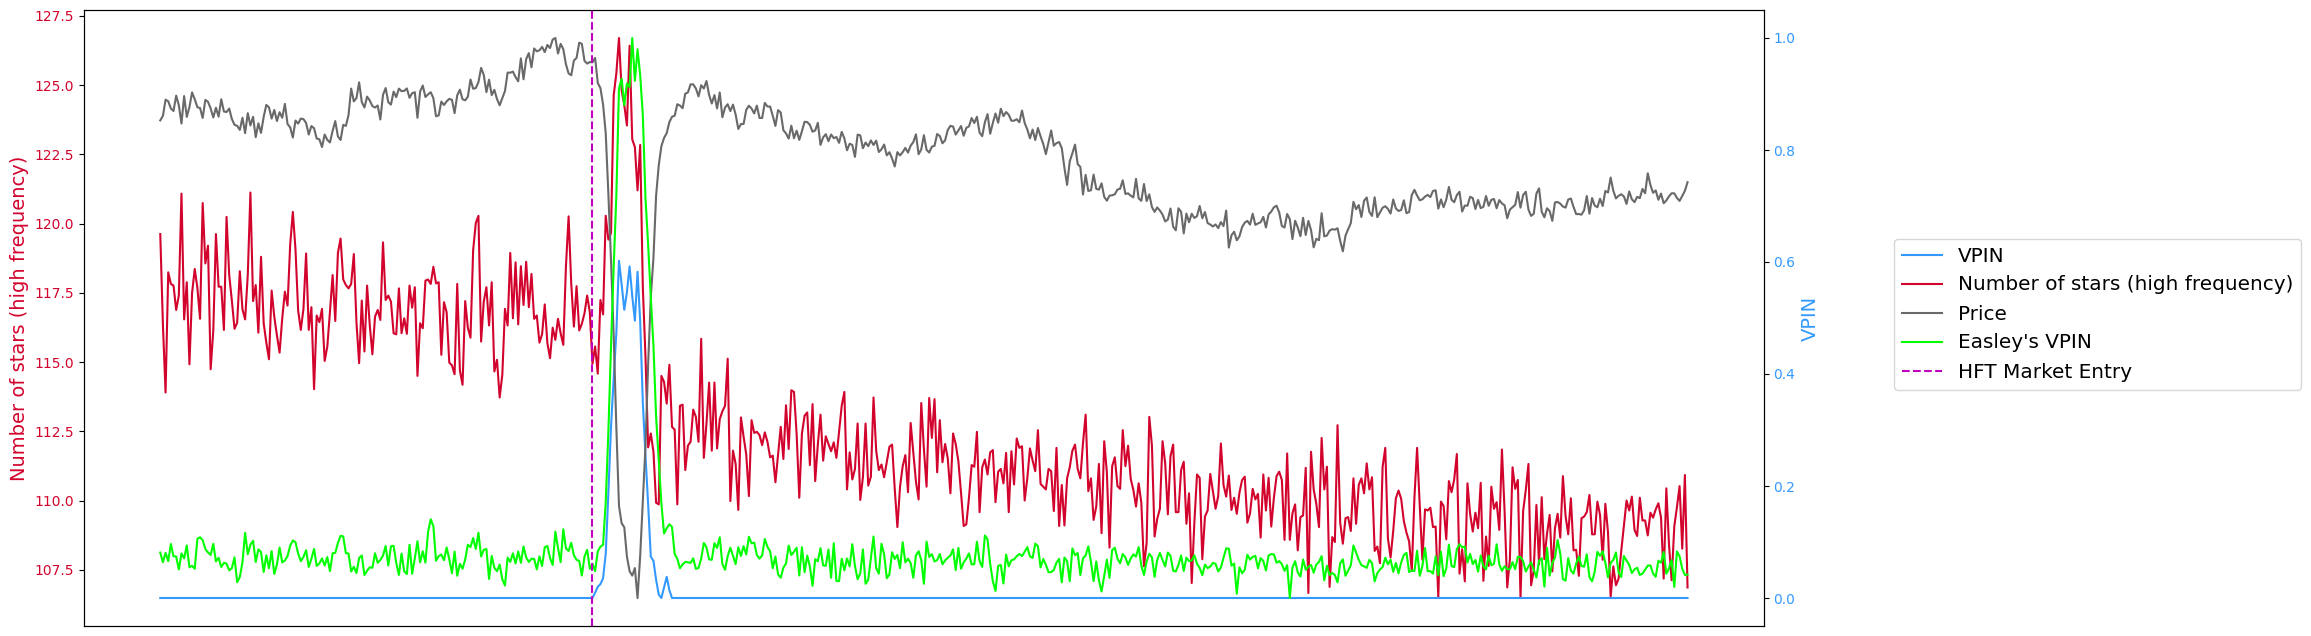 127.5
125.0
122.5
120.0
117.5
115.0
112.5
110.0
107.5
Number of stars (high frequency)
1.0
0.8
0.6
0.4
0.2
0.0
VPIN
VPIN
Number of stars (high frequency)
Price
Easley's VPIN
HFT Market Entry